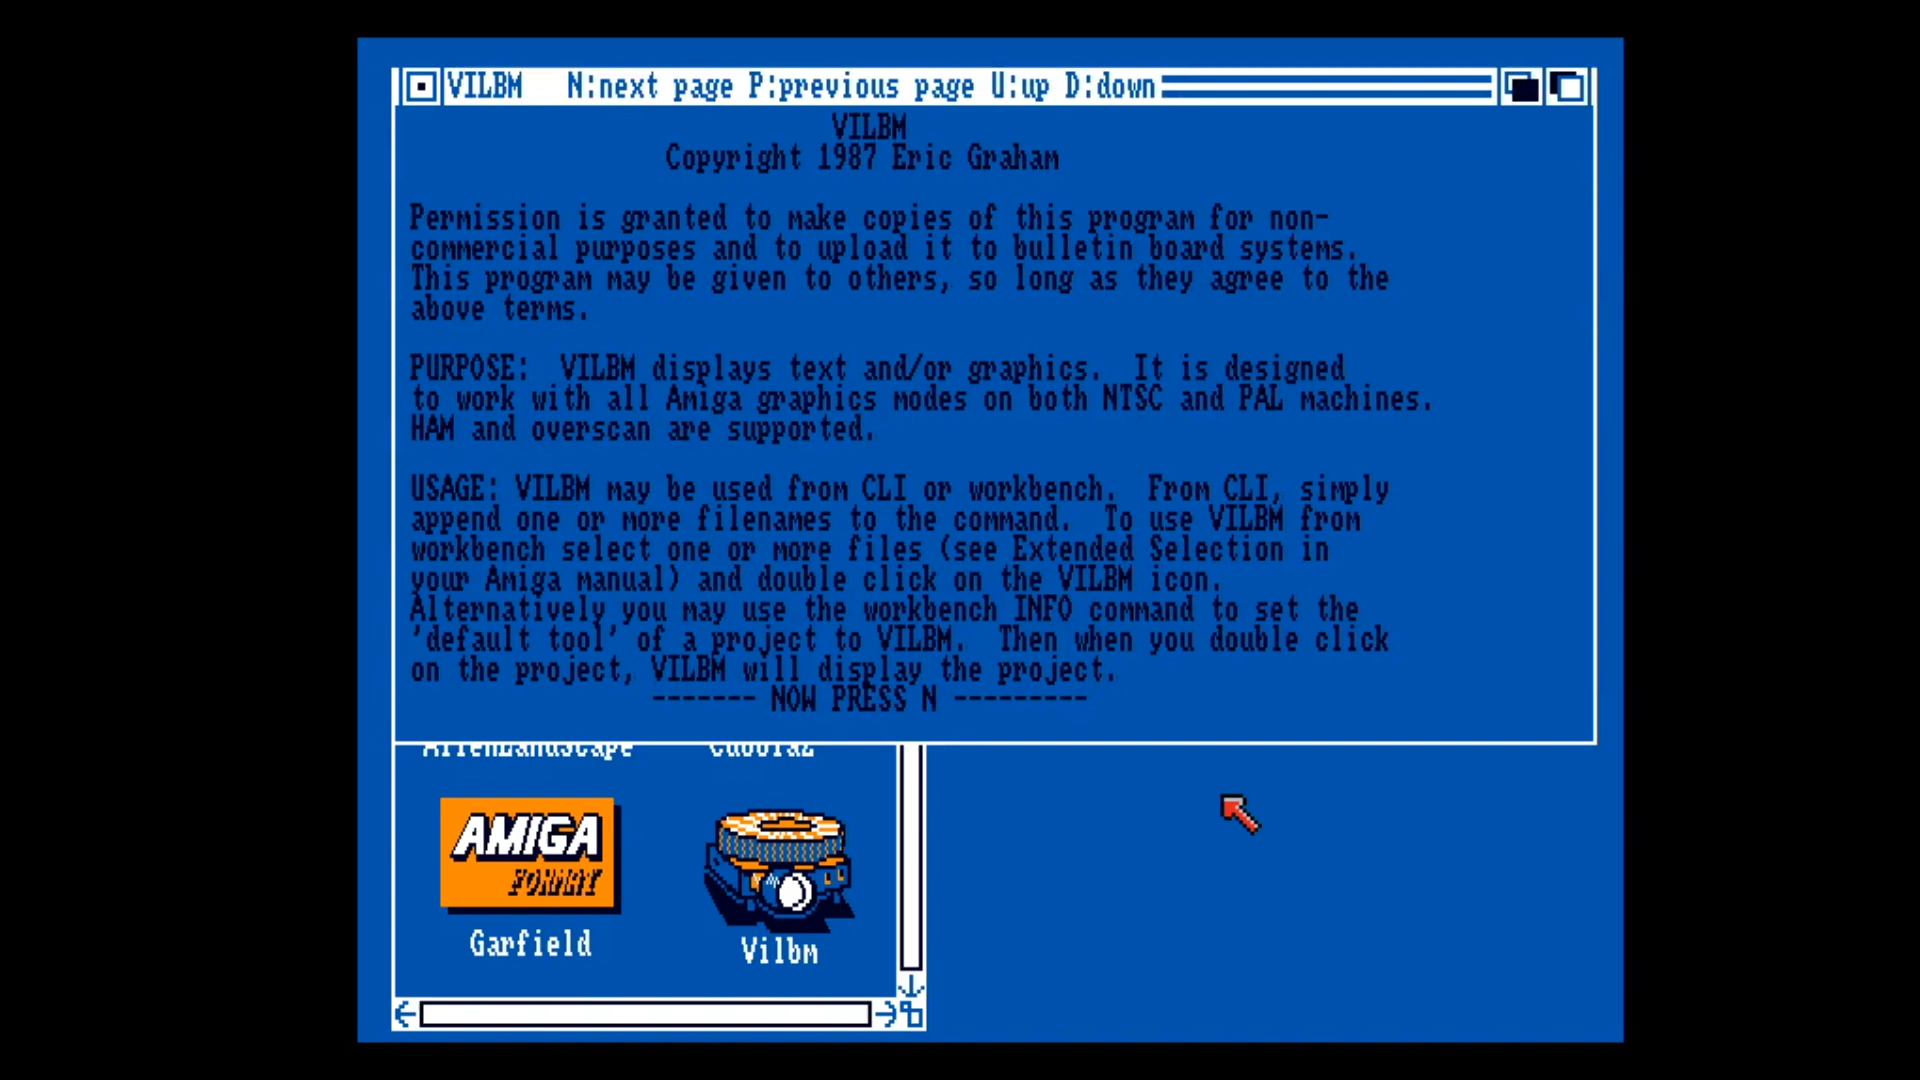 VILBM N:next page P:previous page U:up D:down
VILBM
Copyright 1987 Eric Graham
Permission is granted to make copies of this program for non-
commercial purposes and to upload it to bulletin board systems.
This program may be given to others, so long as they agree to the
above terms.
PURPOSE: VILBM displays text and/or graphics. It is designed
to work with all Amiga graphics modes on both NTSC and PAL machines.
HAM and overscan are supported.
USAGE: VILBM may be used from CLI or workbench. From CLI, simply
append one or more filenames to the command. To use VILBM from
workbench select one or more files (see Extended Selection in
your Amiga manual) and double click on the VILBM icon.
Alternatively you may use the workbench INFO command to set the
'default tool' of a project to VILBM. Then when you double click
on the project, VILBM will display the project.
------- NOW PRESS N ---------
AlienLandscape
AMIGA
FORMAT
Garfield
Vilbm